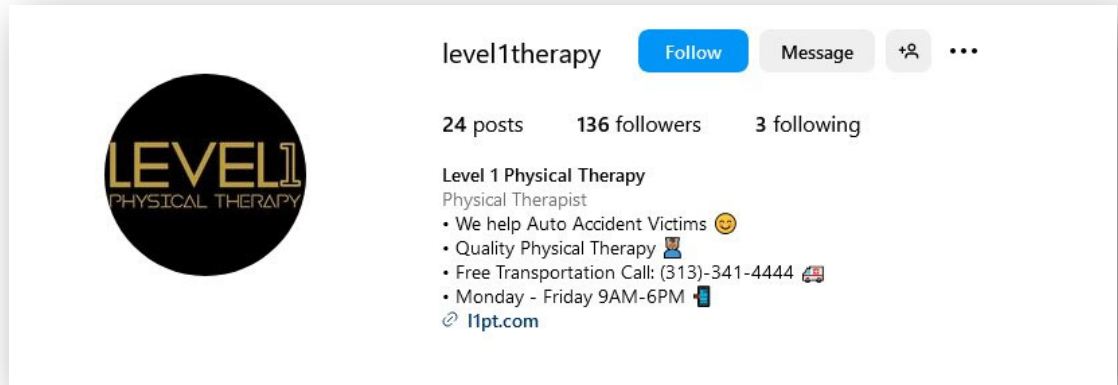 level1therapy Follow Message
24 posts 136 followers 3 following
LEVEL1
PHYSICAL THERAPY
Level 1 Physical Therapy
Physical Therapist
• We help Auto Accident Victims 😊
• Quality Physical Therapy 💆🏽‍♂️
• Free Transportation Call: (313)-341-4444 🚑
• Monday - Friday 9AM-6PM 📲
l1pt.com